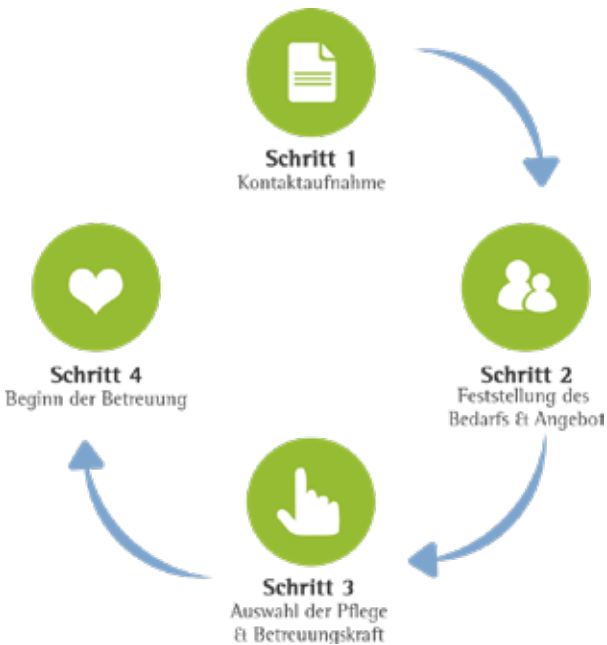 Schritt 1
Kontaktaufnahme
Schritt 2
Feststellung des
Bedarfs & Angebot
Schritt 3
Auswahl der Pflege
& Betreuungskraft
Schritt 4
Beginn der Betreuung